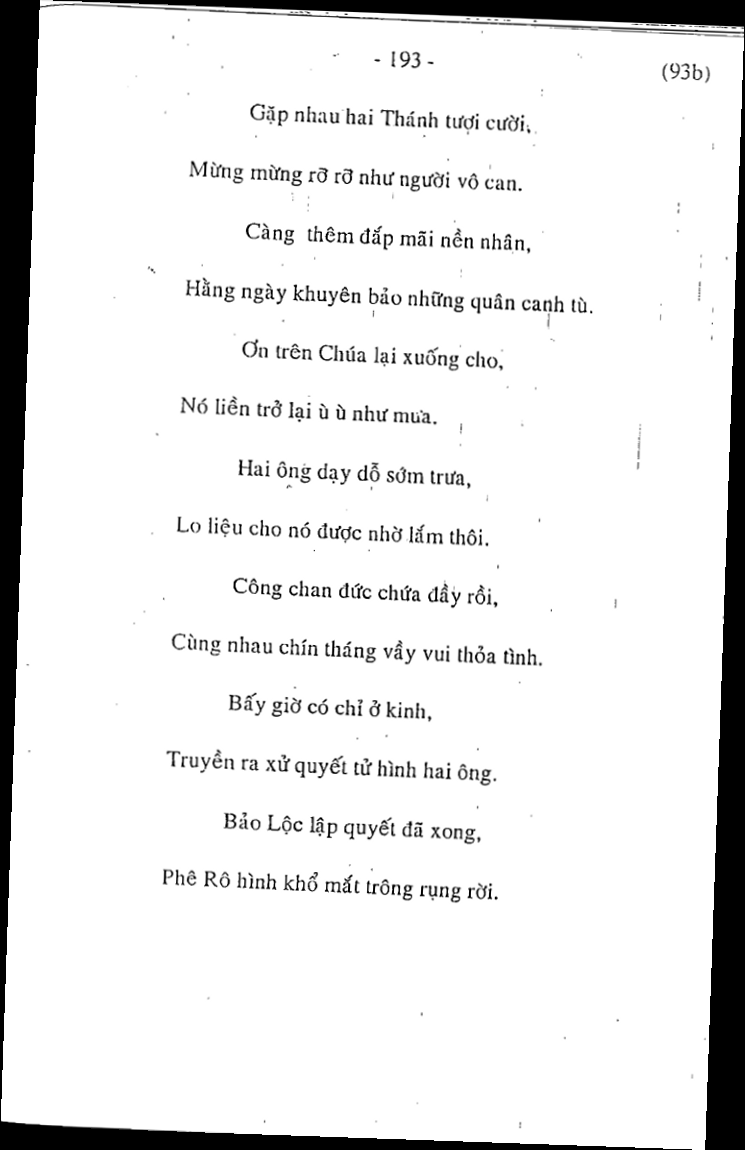 - 193 -
(93b)
Gặp nhau hai Thánh tượi cười,
Mừng mừng rỡ rỡ như người vô can.
Càng thêm đắp mãi nền nhân,
Hằng ngày khuyên bảo những quân canh tù.
Ơn trên Chúa lại xuống cho,
Nó liền trở lại ù ù như mưa.
Hai ông dạy dỗ sớm trưa,
Lo liệu cho nó được nhờ lắm thôi.
Công chan đức chứa đầy rồi,
Cùng nhau chín tháng vầy vui thỏa tình.
Bấy giờ có chỉ ở kinh,
Truyền ra xử quyết tử hình hai ông.
Bảo Lộc lập quyết đã xong,
Phê Rô hình khổ mắt trông rụng rời.